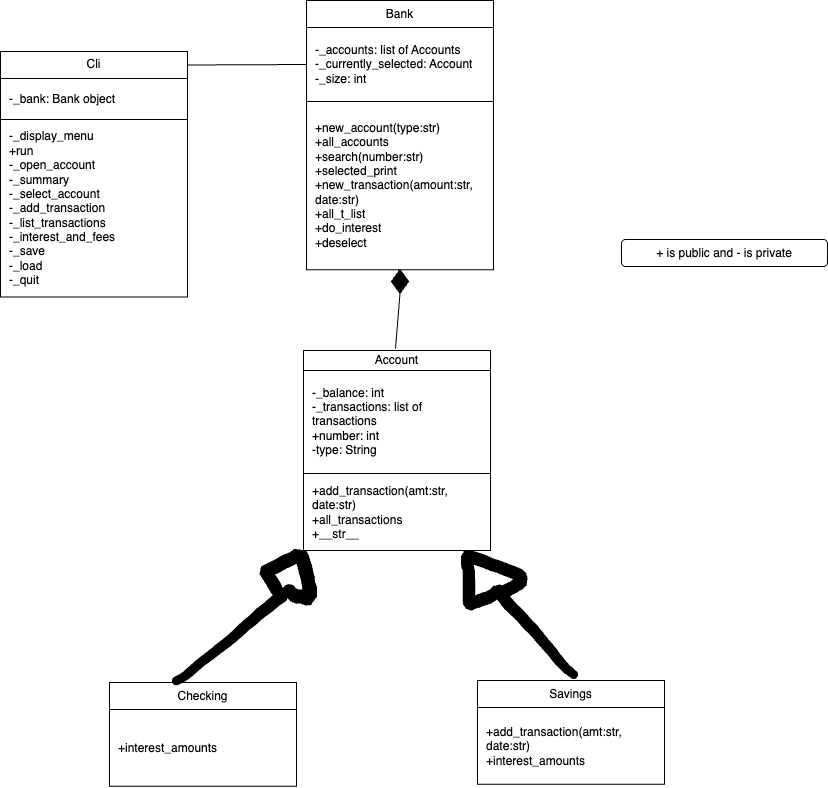 Bank
-_accounts: list of Accounts
-_currently_selected: Account
-_size: int
+new_account(type:str)
+all_accounts
+search(number:str)
+selected_print
+new_transaction(amount:str,
date:str)
+all_t_list
+do_interest
+deselect
Cli
-_bank: Bank object
-_display_menu
+run
-_open_account
-_summary
-_select_account
-_add_transaction
-_list_transactions
-_interest_and_fees
-_save
-_load
-_quit
+ is public and - is private
Account
-_balance: int
-_transactions: list of
transactions
+number: int
-type: String
+add_transaction(amt:str,
date:str)
+all_transactions
+__str__
Checking
+interest_amounts
Savings
+add_transaction(amt:str,
date:str)
+interest_amounts